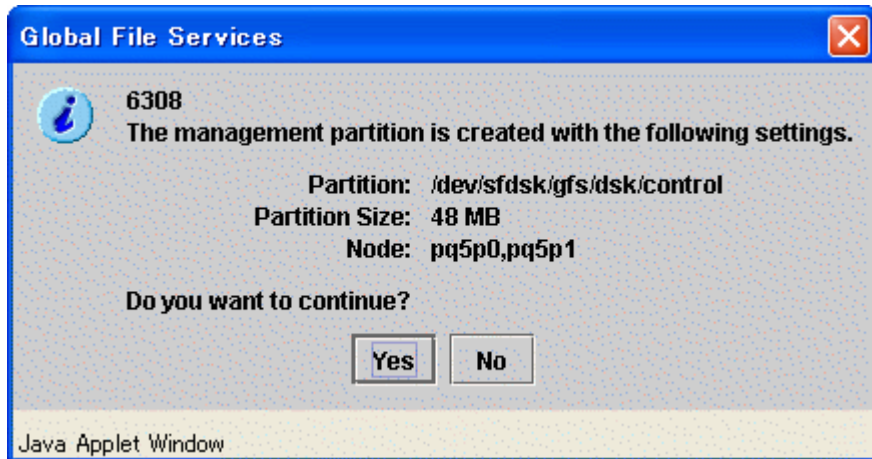 Global File Services
6308
The management partition is created with the following settings.
Partition: /dev/sfdsk/gfs/dsk/control
Partition Size: 48 MB
Node: pq5p0,pq5p1
Do you want to continue?
Yes No
Java Applet Window